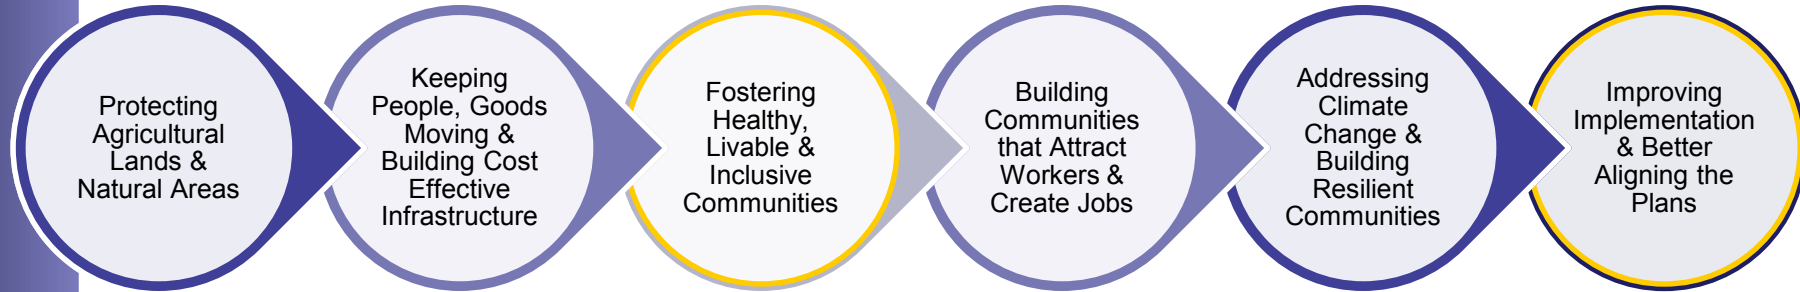 Protecting
Agricultural
Lands &
Natural Areas
Keeping
People, Goods
Moving &
Building Cost
Effective
Infrastructure
Fostering
Healthy,
Livable &
Inclusive
Communities
Building
Communities
that Attract
Workers &
Create Jobs
Addressing
Climate
Change &
Building
Resilient
Communities
Improving
Implementation
& Better
Aligning the
Plans